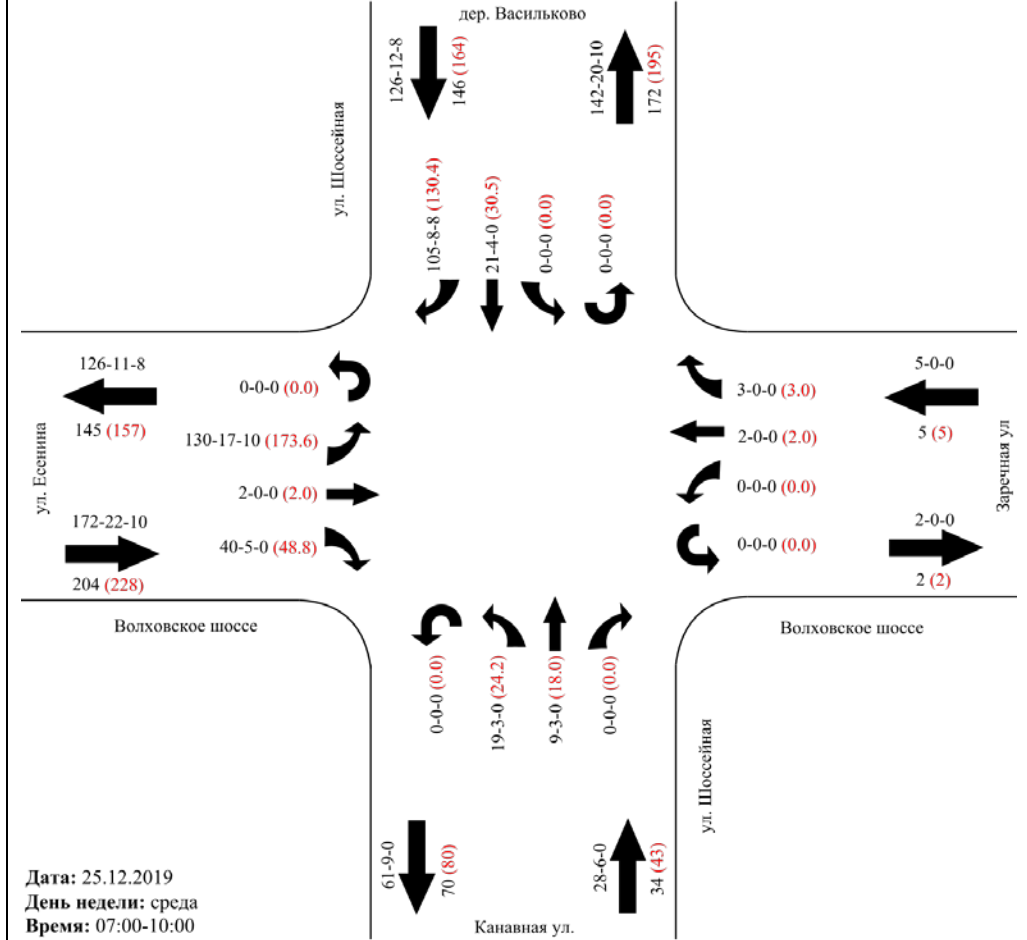 дер. Васильково
126-12-8
146 (164)
142-20-10
172 (195)
ул. Шоссейная
105-8-8 (130.4)
21-4-0 (30.5)
0-0-0 (0.0)
0-0-0 (0.0)
126-11-8
145 (157)
ул. Есенина
172-22-10
204 (228)
0-0-0 (0.0)
130-17-10 (173.6)
2-0-0 (2.0)
40-5-0 (48.8)
3-0-0 (3.0)
2-0-0 (2.0)
0-0-0 (0.0)
0-0-0 (0.0)
5-0-0
5 (5)
Заречная ул
2-0-0
2 (2)
Волховское шоссе
Волховское шоссе
0-0-0 (0.0)
19-3-0 (24.2)
9-3-0 (18.0)
0-0-0 (0.0)
ул. Шоссейная
61-9-0
70 (80)
28-6-0
34 (43)
Канавная ул.
Дата: 25.12.2019
День недели: среда
Время: 07:00-10:00